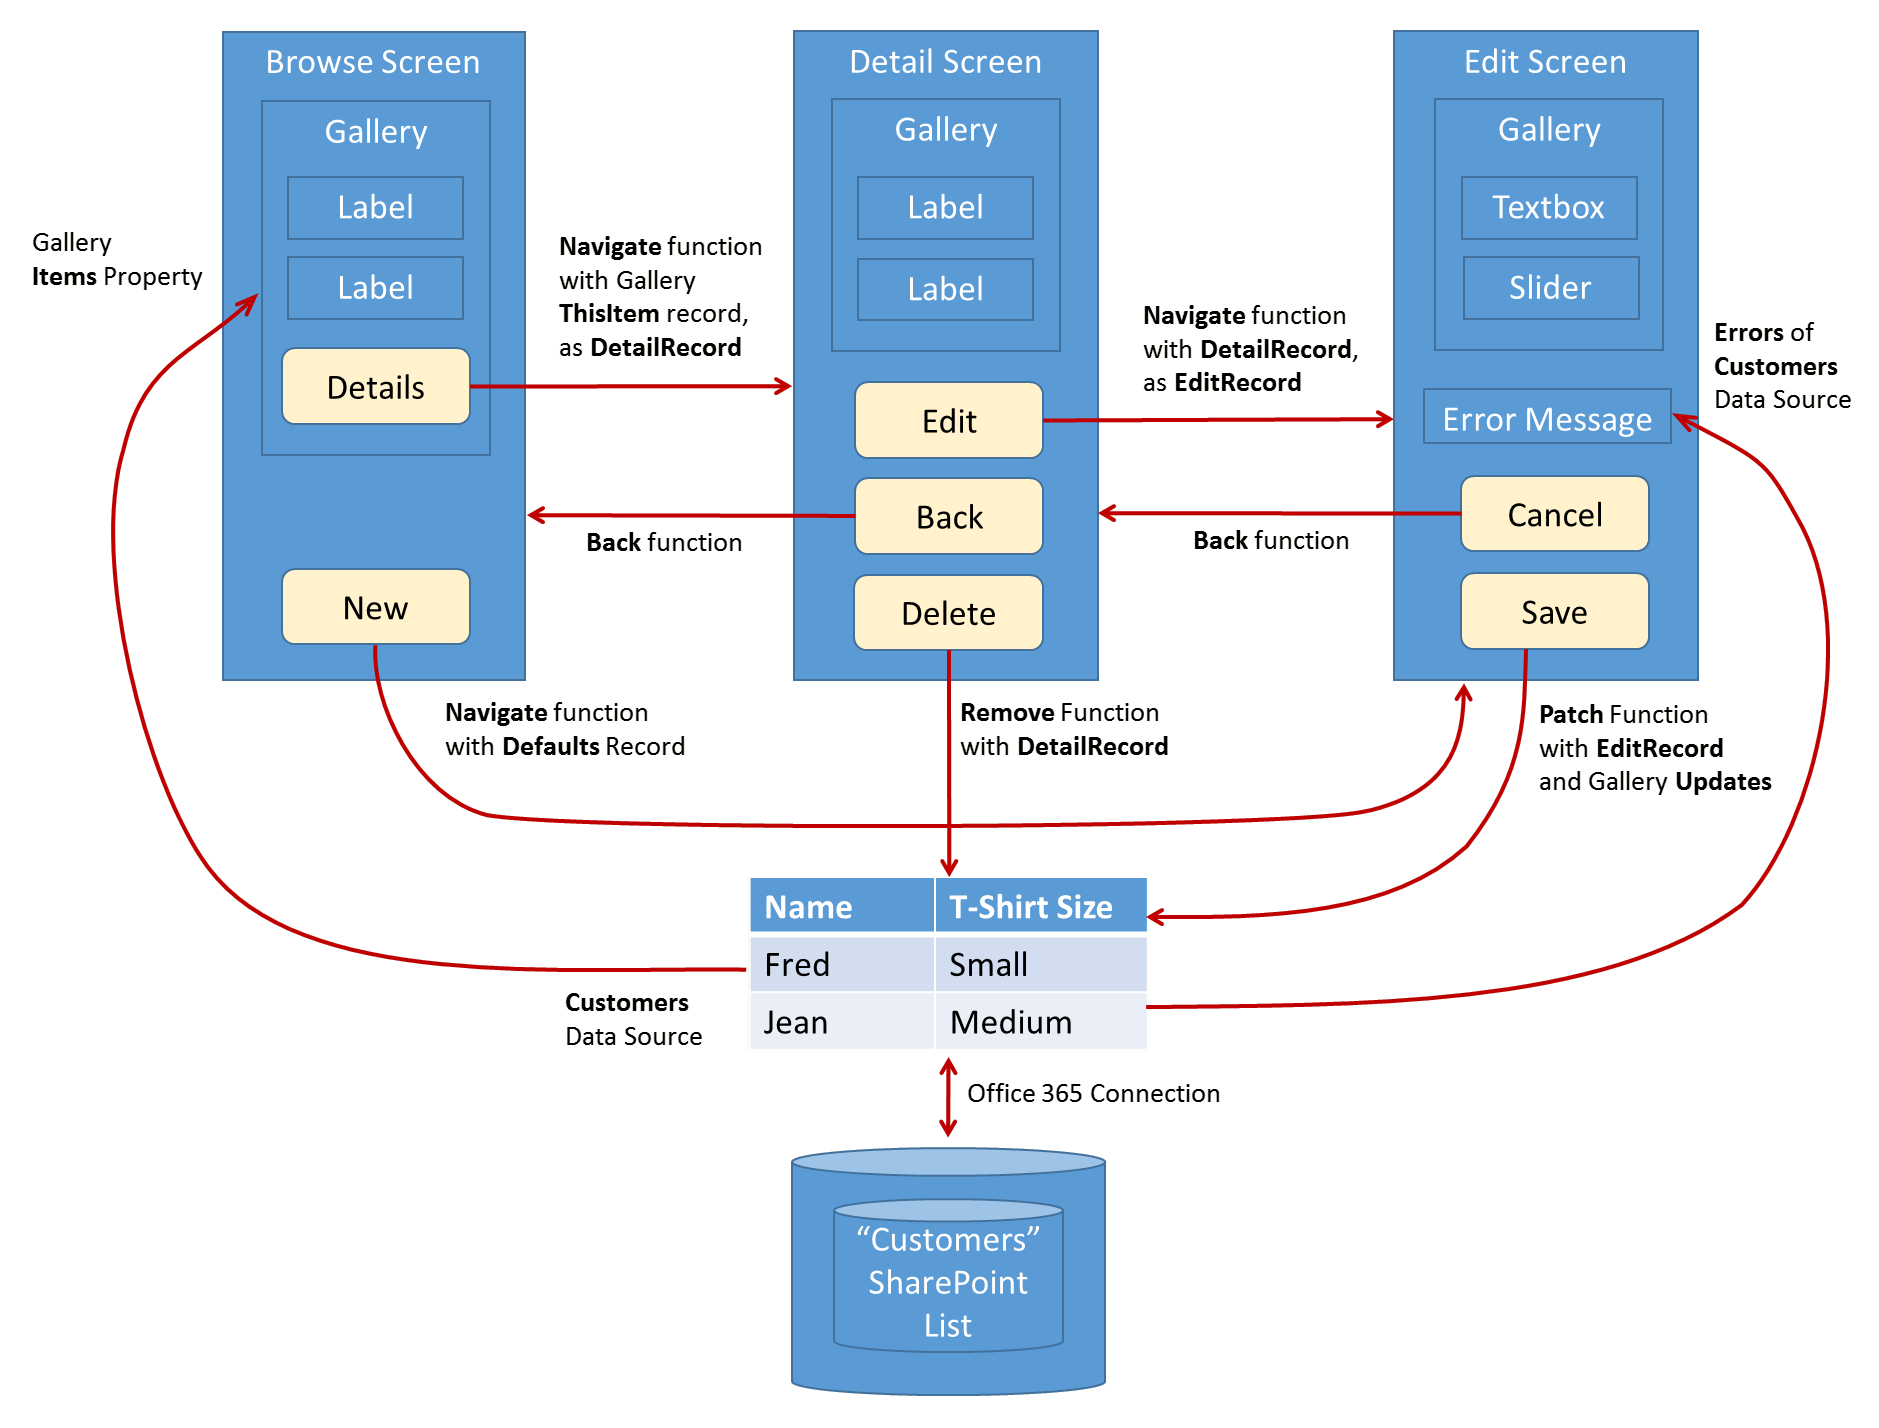 Browse Screen
Gallery
Label
Label
Details
New
Gallery
Items Property
Navigate function
with Gallery
ThisItem record,
as DetailRecord
Back function
Navigate function
with Defaults Record
Detail Screen
Gallery
Label
Label
Edit
Back
Delete
Navigate function
with DetailRecord,
as EditRecord
Back function
Remove Function
with DetailRecord
Edit Screen
Gallery
Textbox
Slider
Error Message
Cancel
Save
Errors of
Customers
Data Source
Patch Function
with EditRecord
and Gallery Updates
Name T-Shirt Size
Fred Small
Jean Medium
Customers
Data Source
Office 365 Connection
“Customers”
SharePoint
List